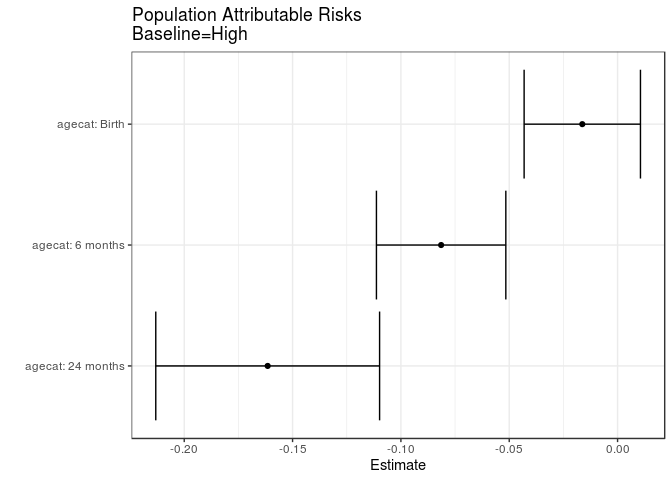 Population Attributable Risks
Baseline=High
agecat: Birth
agecat: 6 months
agecat: 24 months
-0.20
-0.15
-0.10
-0.05
0.00
Estimate